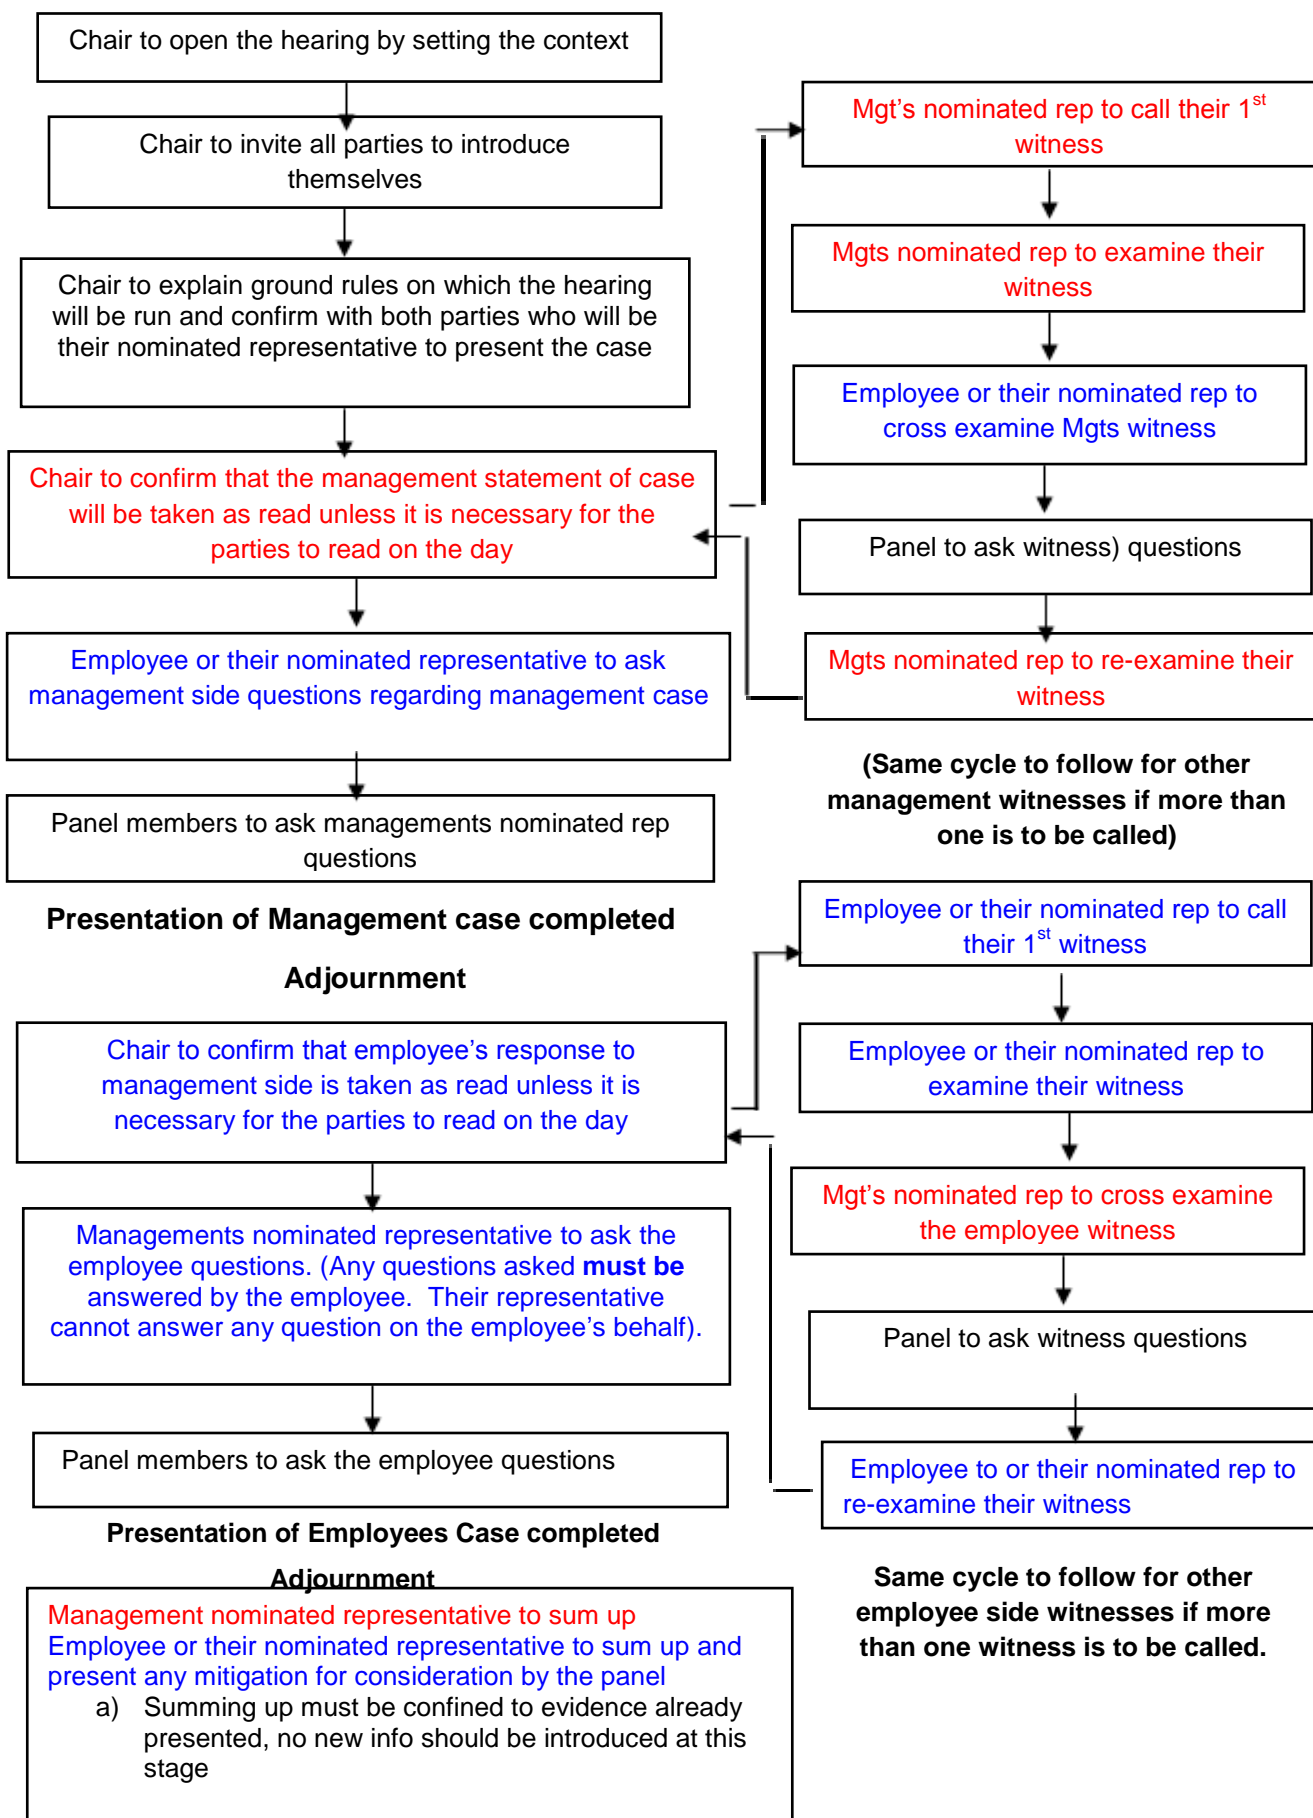 Chair to open the hearing by setting the context
Chair to invite all parties to introduce
themselves
Chair to explain ground rules on which the hearing
will be run and confirm with both parties who will be
their nominated representative to present the case
Chair to confirm that the management statement of case
will be taken as read unless it is necessary for the
parties to read on the day
Mgt's nominated rep to call their 1st
witness
Mgts nominated rep to examine their
witness
Employee or their nominated rep to
cross examine Mgts witness
Panel to ask witness) questions
Mgts nominated rep to re-examine their
witness
(Same cycle to follow for other
management witnesses if more than
one is to be called)
Employee or their nominated representative to ask
management side questions regarding management case
Panel members to ask managements nominated rep
questions
Presentation of Management case completed
Adjournment
Chair to confirm that employee's response to
management side is taken as read unless it is
necessary for the parties to read on the day
Employee or their nominated rep to call
their 1st witness
Employee or their nominated rep to
examine their witness
Mgt's nominated rep to cross examine
the employee witness
Panel to ask witness questions
Employee to or their nominated rep to
re-examine their witness
Same cycle to follow for other
employee side witnesses if more
than one witness is to be called.
Managements nominated representative to ask the
employee questions. (Any questions asked must be
answered by the employee. Their representative
cannot answer any question on the employee's behalf).
Panel members to ask the employee questions
Presentation of Employees Case completed
Adjournment
Management nominated representative to sum up
Employee or their nominated representative to sum up and
present any mitigation for consideration by the panel
a) Summing up must be confined to evidence already
presented, no new info should be introduced at this
stage